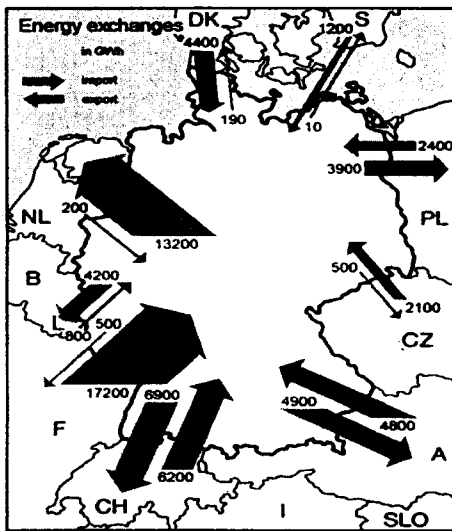 Energy exchanges
in GWh
import
export
DK
S
4400
1200
190
10
2400
3900
NL
200
13200
PL
B
4200
500
L
800
500
2100
CZ
17200
6900
4900
4800
F
6200
A
CH
I
SLO